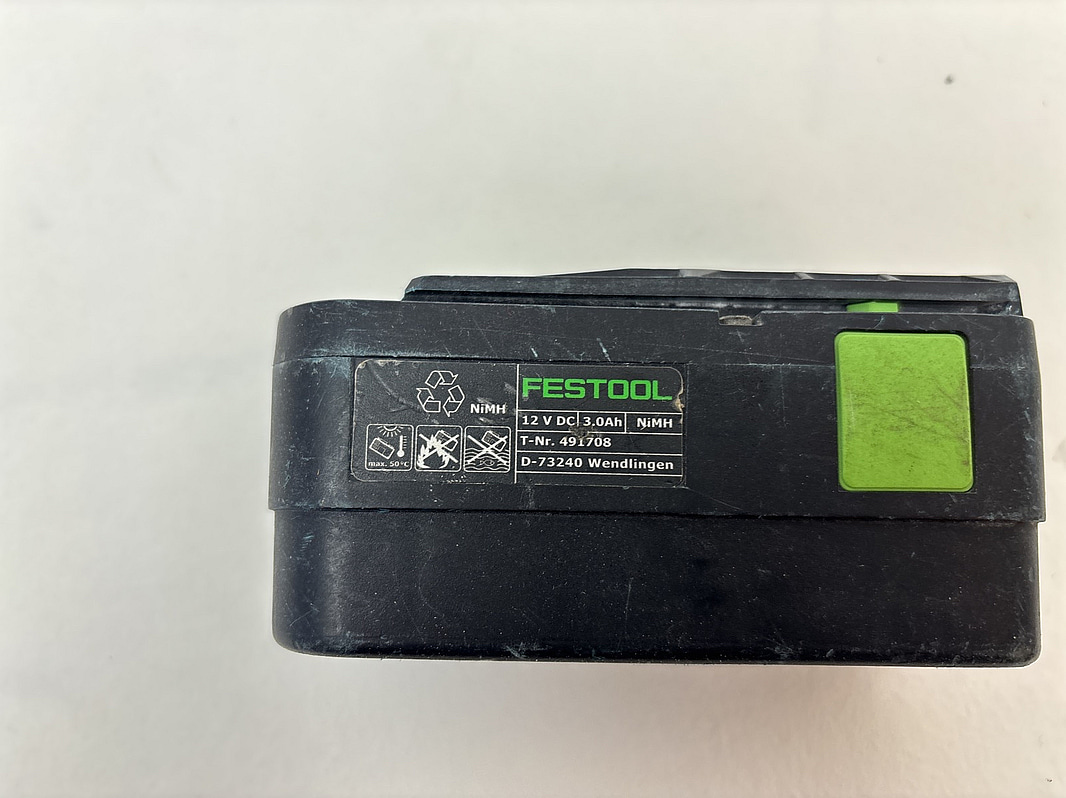 NiMH
max. 50°C
FESTOOL
12 V DC 3.0Ah NiMH
T-Nr. 491708
D-73240 Wendlingen